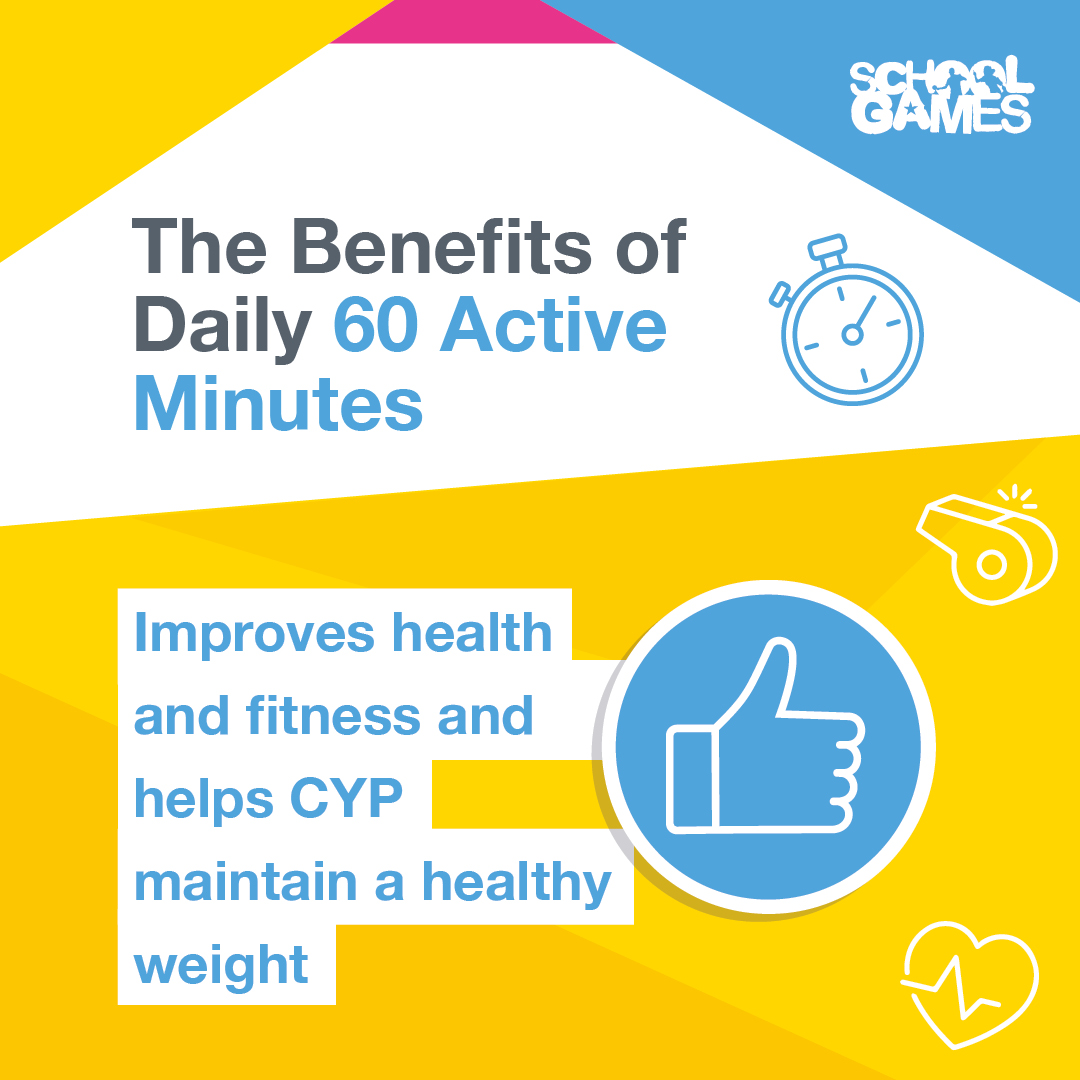 SCHOOL
GAMES
The Benefits of
Daily 60 Active
Minutes
Improves health
and fitness and
helps CYP
maintain a healthy
weight